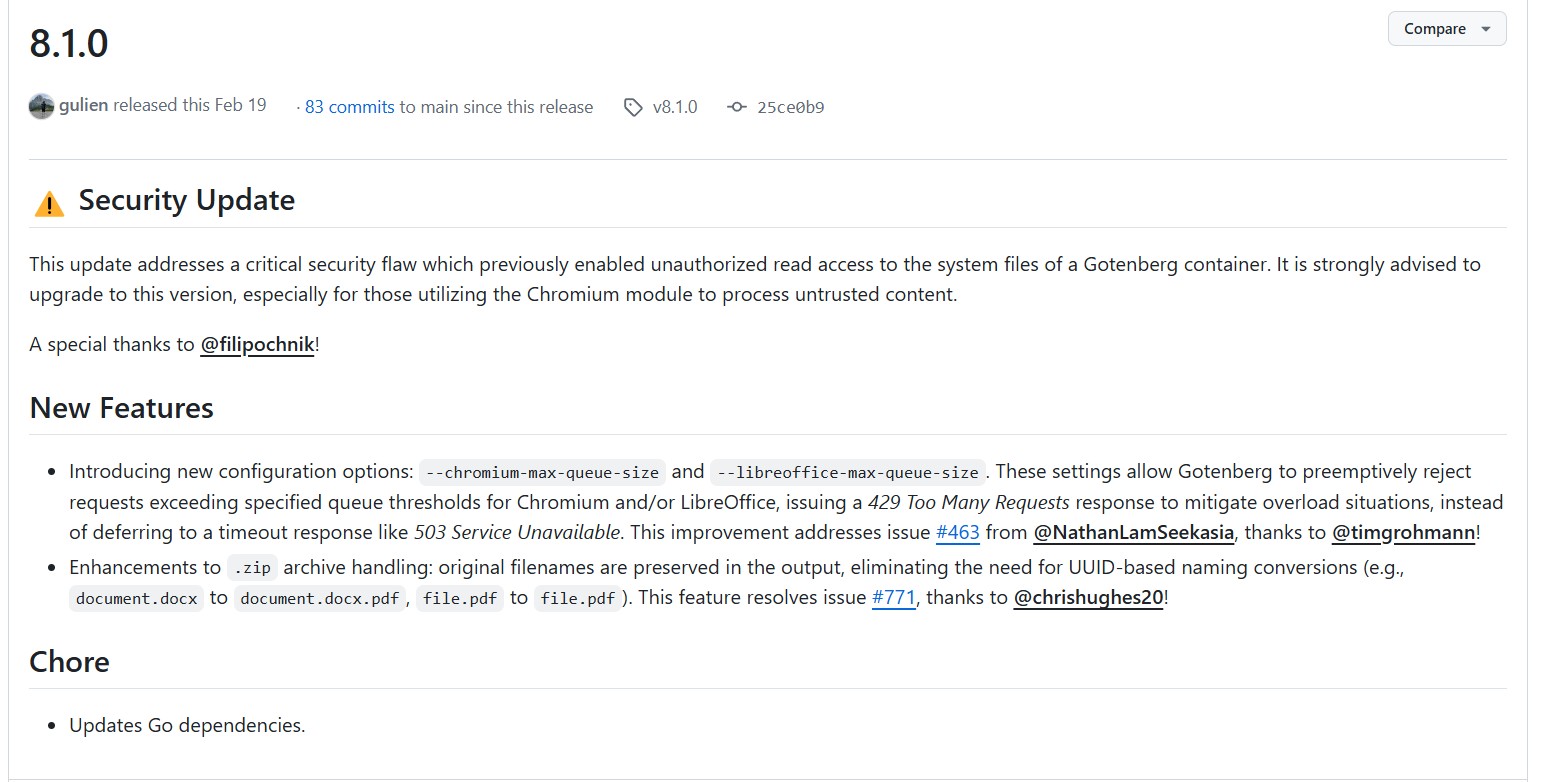 8.1.0
Compare
gulien released this Feb 19 · 83 commits to main since this release v8.1.0 25ce0b9
Security Update
This update addresses a critical security flaw which previously enabled unauthorized read access to the system files of a Gotenberg container. It is strongly advised to
upgrade to this version, especially for those utilizing the Chromium module to process untrusted content.
A special thanks to @filipochnik!
New Features
• Introducing new configuration options: --chromium-max-queue-size and --libreoffice-max-queue-size. These settings allow Gotenberg to preemptively reject
requests exceeding specified queue thresholds for Chromium and/or LibreOffice, issuing a 429 Too Many Requests response to mitigate overload situations, instead
of deferring to a timeout response like 503 Service Unavailable. This improvement addresses issue #463 from @NathanLamSeekasia, thanks to @timgrohmann!
• Enhancements to .zip archive handling: original filenames are preserved in the output, eliminating the need for UUID-based naming conversions (e.g.,
document.docx to document.docx.pdf, file.pdf to file.pdf). This feature resolves issue #771, thanks to @chrishughes20!
Chore
• Updates Go dependencies.